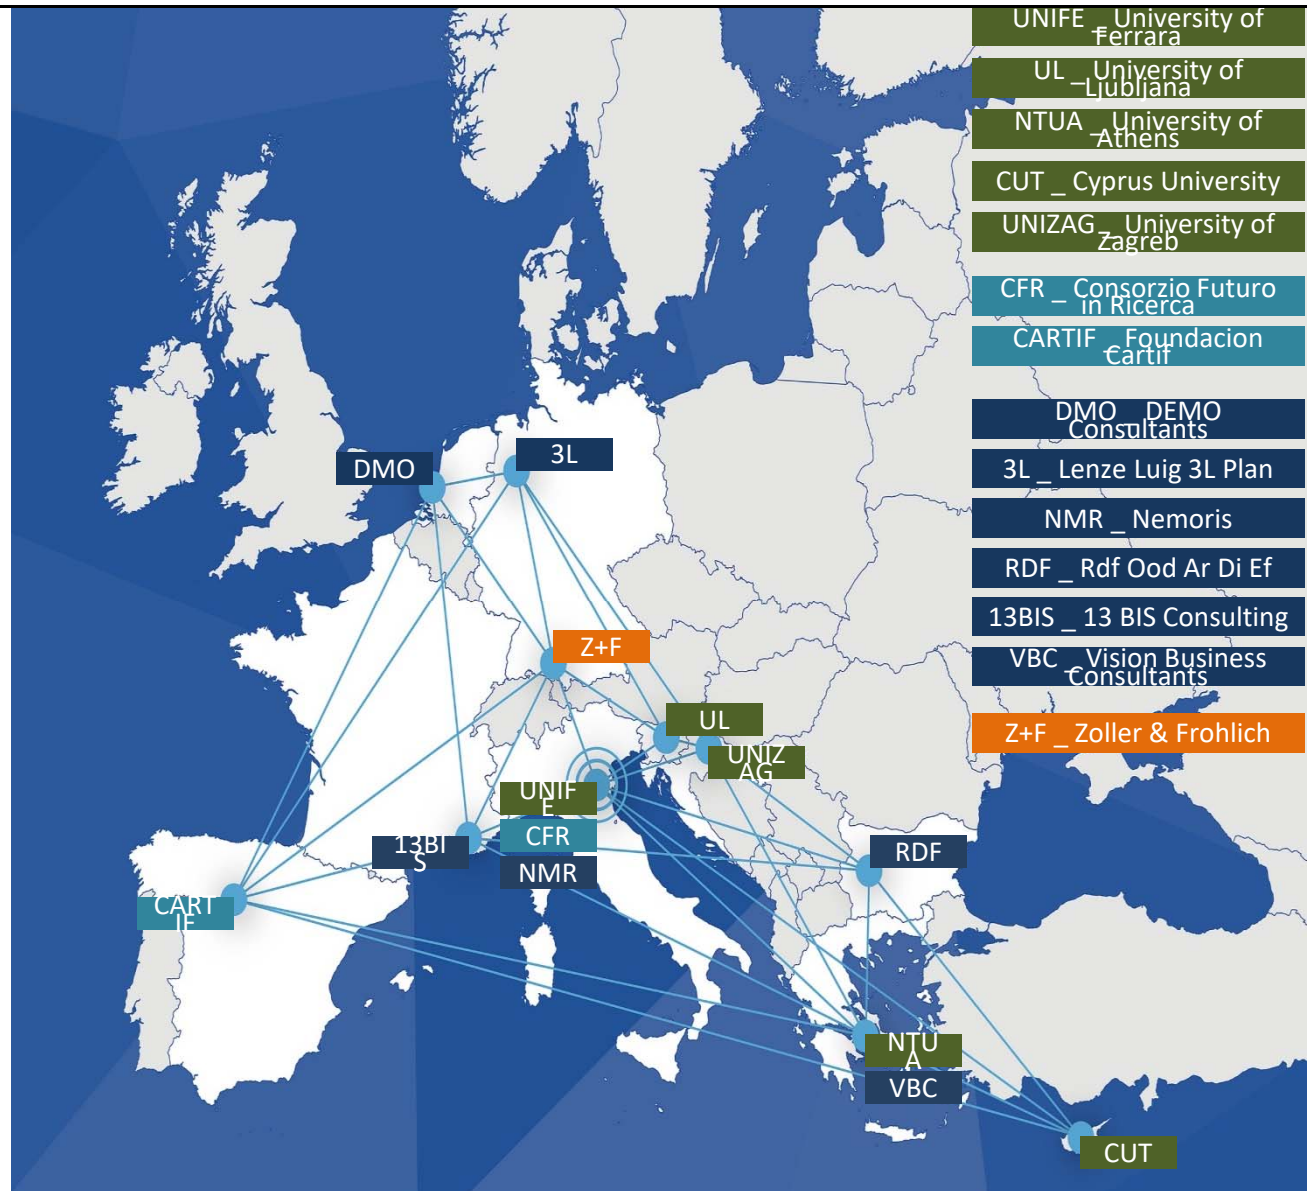 UNIFE _ University of
Ferrara
UL _ University of
Ljubljana
NTUA _ University of
Athens
CUT _ Cyprus University
UNIZAG _ University of
Zagreb
CFR _ Consorzio Futuro
in Ricerca
CARTIF _ Foundacion
Cartif
DMO _ DEMO
Consultants
3L _ Lenze Luig 3L Plan
NMR _ Nemoris
RDF _ Rdf Ood Ar Di Ef
13BIS _ 13 BIS Consulting
VBC _ Vision Business
Consultants
Z+F _ Zoller & Frohlich
3L
DMO
Z+F
UL
UNIZ
AG
UNIF
E
CFR
NMR
13BI
S
RDF
CART
IF
NTU
A
VBC
CUT